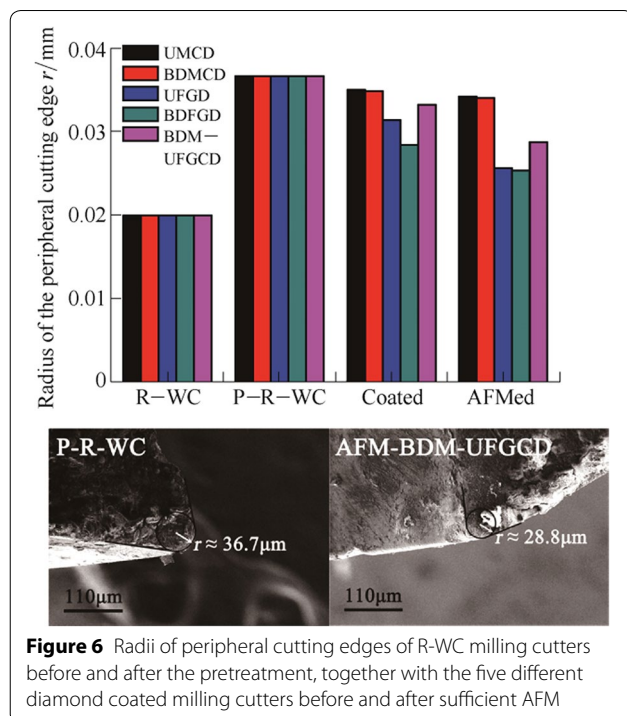 Radius of the peripheral cutting edge r/mm
0.04
0.03
0.02
0.01
0
UMCD
BDMCD
UFGD
BDFGD
BDM−
UFGCD
R−WC
P−R−WC
Coated
AFMed
P-R-WC
r ≈ 36.7μm
110μm
AFM-BDM-UFGCD
r ≈ 28.8μm
110μm
Figure 6 Radii of peripheral cutting edges of R-WC milling cutters
before and after the pretreatment, together with the five different
diamond coated milling cutters before and after sufficient AFM